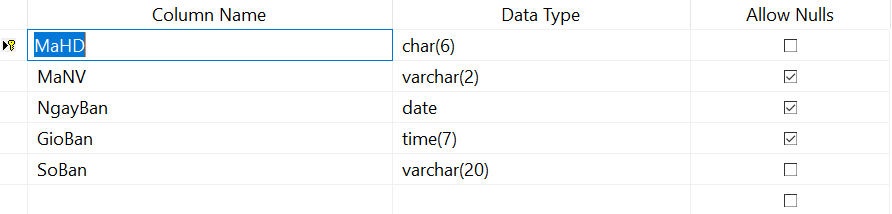 Column Name Data Type Allow Nulls
MaHD char(6)
MaNV varchar(2)
NgayBan date
GioBan time(7)
SoBan varchar(20)